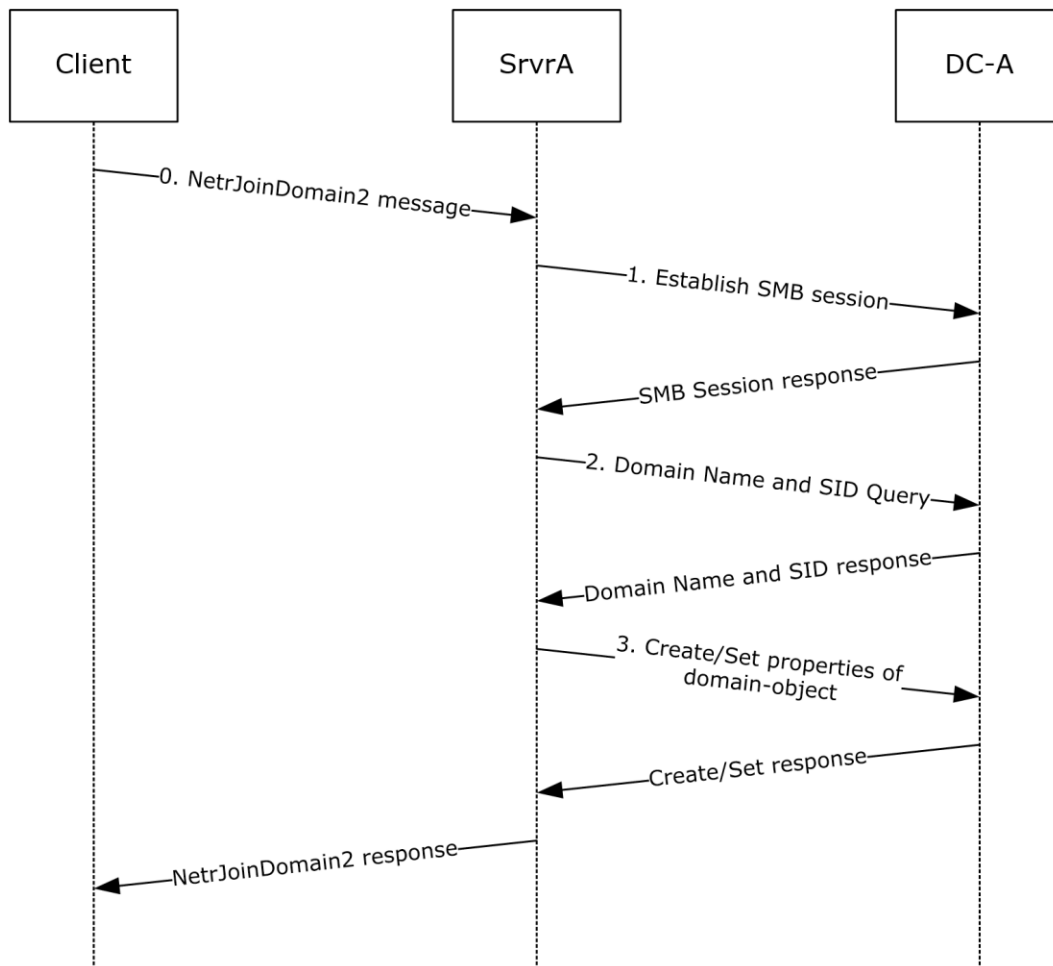 Client
SrvrA
DC-A
0. NetrJoinDomain2 message
1. Establish SMB session
SMB Session response
2. Domain Name and SID Query
Domain Name and SID response
3. Create/Set properties of
domain-object
Create/Set response
NetrJoinDomain2 response